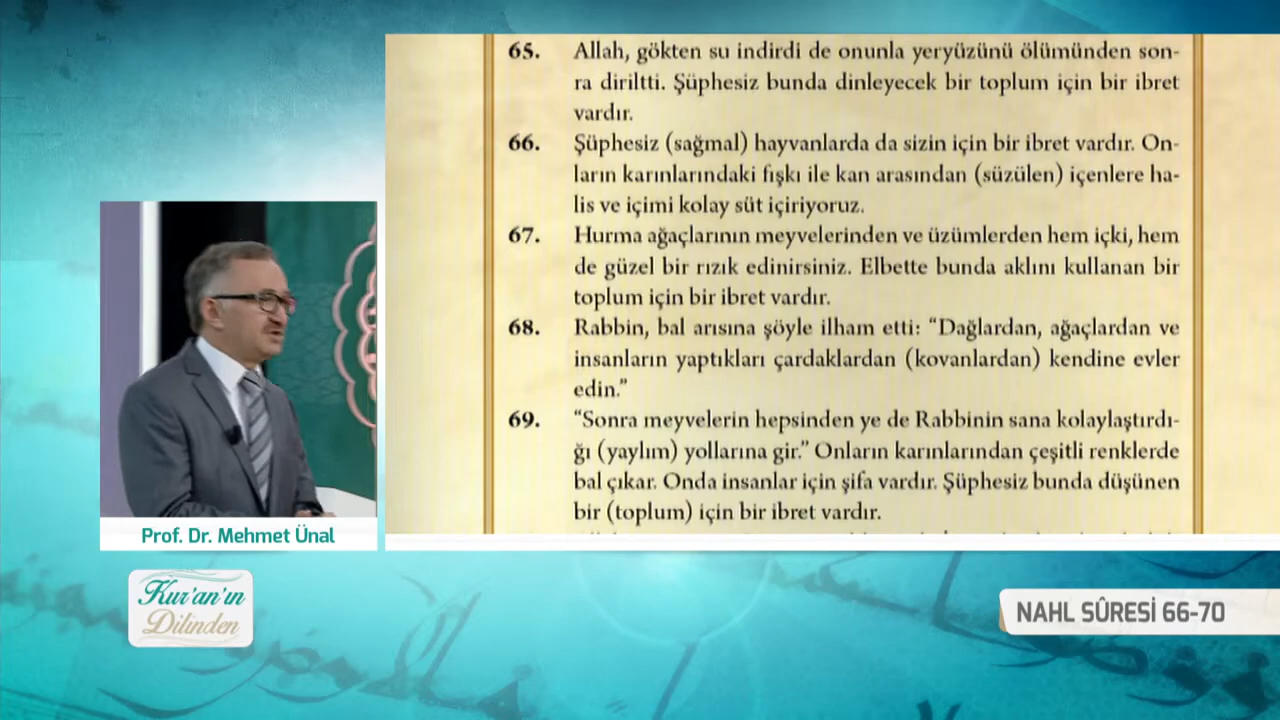 65. Allah, gökten su indirdi de onunla yeryüzünü ölümünden son-
ra diriltti. Şüphesiz bunda dinleyecek bir toplum için bir ibret
vardır.
66. Şüphesiz (sağmal) hayvanlarda da sizin için bir ibret vardır. On-
ların karınlarındaki fışkı ile kan arasından (süzülen) içenlere ha-
lis ve içimi kolay süt içiriyoruz.
67. Hurma ağaçlarının meyvelerinden ve üzümlerden hem içki, hem
de güzel bir rızık edinirsiniz. Elbette bunda aklını kullanan bir
toplum için bir ibret vardır.
68. Rabbin, bal arısına şöyle ilham etti: “Dağlardan, ağaçlardan ve
insanların yaptıkları çardaklardan (kovanlardan) kendine evler
edin.”
69. “Sonra meyvelerin hepsinden ye de Rabbinin sana kolaylaştırdı-
ğı (yaylım) yollarına gir.” Onların karınlarından çeşitli renklerde
bal çıkar. Onda insanlar için şifa vardır. Şüphesiz bunda düşünen
bir (toplum) için bir ibret vardır.
Prof. Dr. Mehmet Ünal
Kur'an'ın
Dilinden
NAHL SÛRESİ 66-70